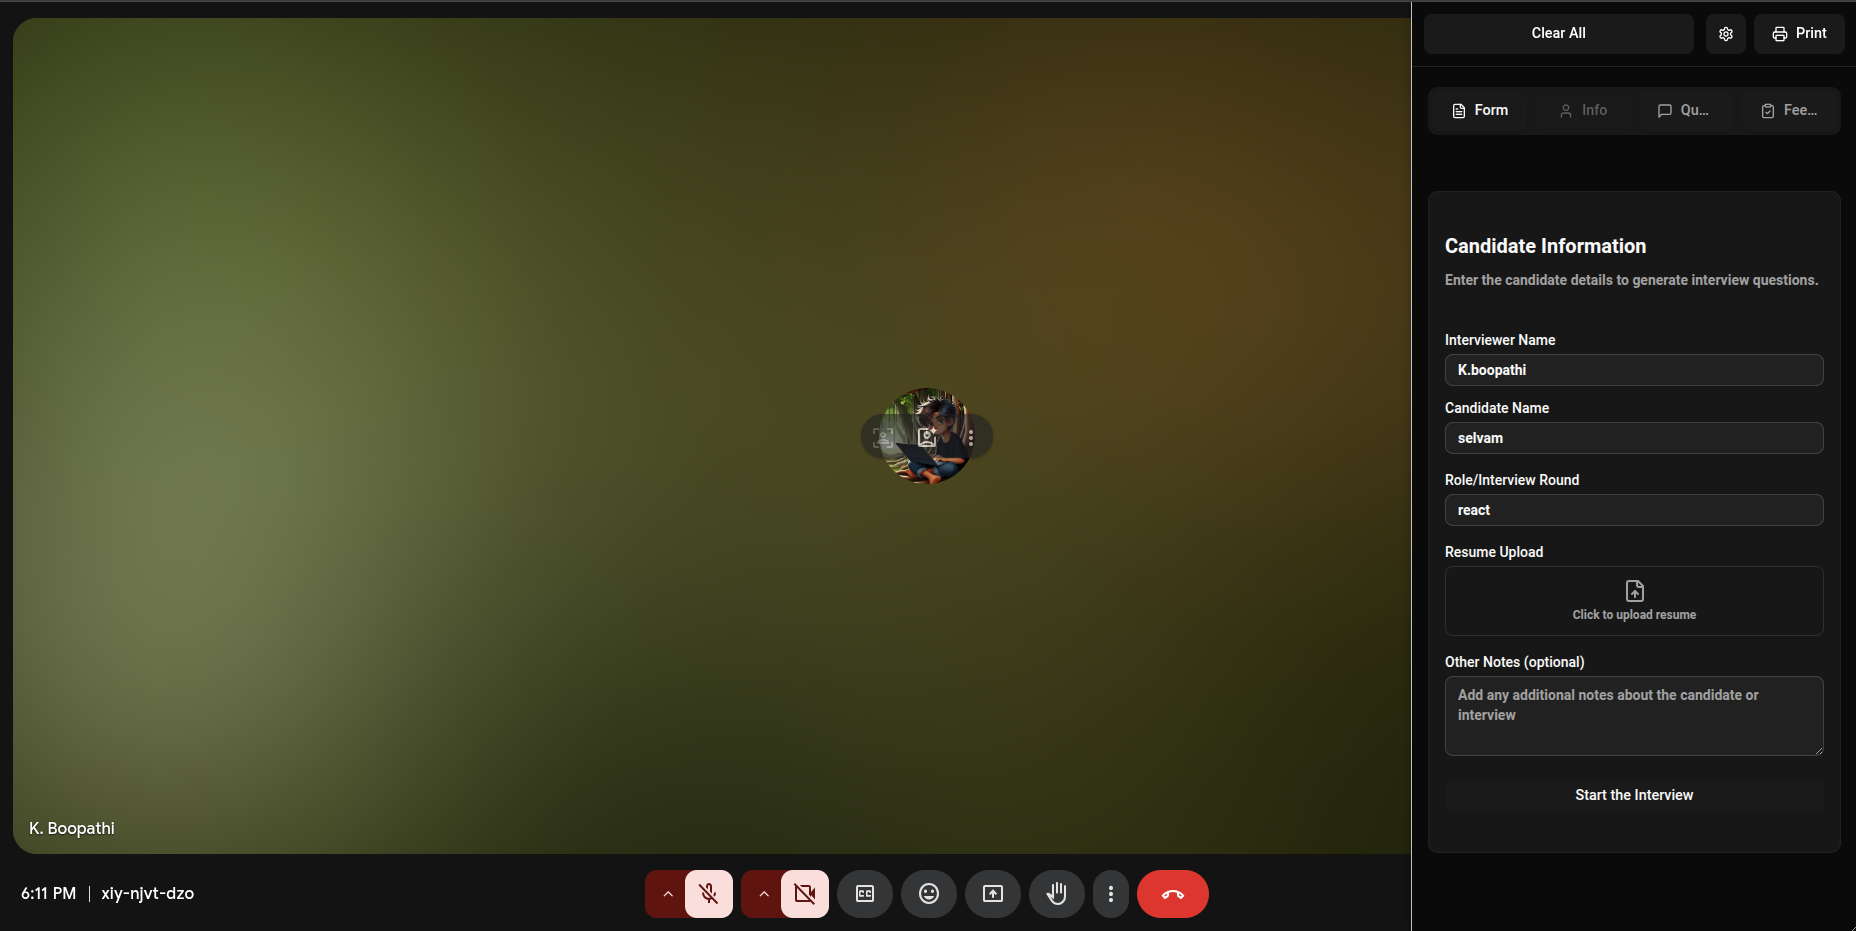 Clear All
Print
Form
Info
Qu...
Fee...
Candidate Information
Enter the candidate details to generate interview questions.
Interviewer Name
K.boopathi
Candidate Name
selvam
Role/Interview Round
react
Resume Upload
Click to upload resume
Other Notes (optional)
Add any additional notes about the candidate or
interview
Start the Interview
K. Boopathi
6:11 PM | xiy-njvt-dzo
CC